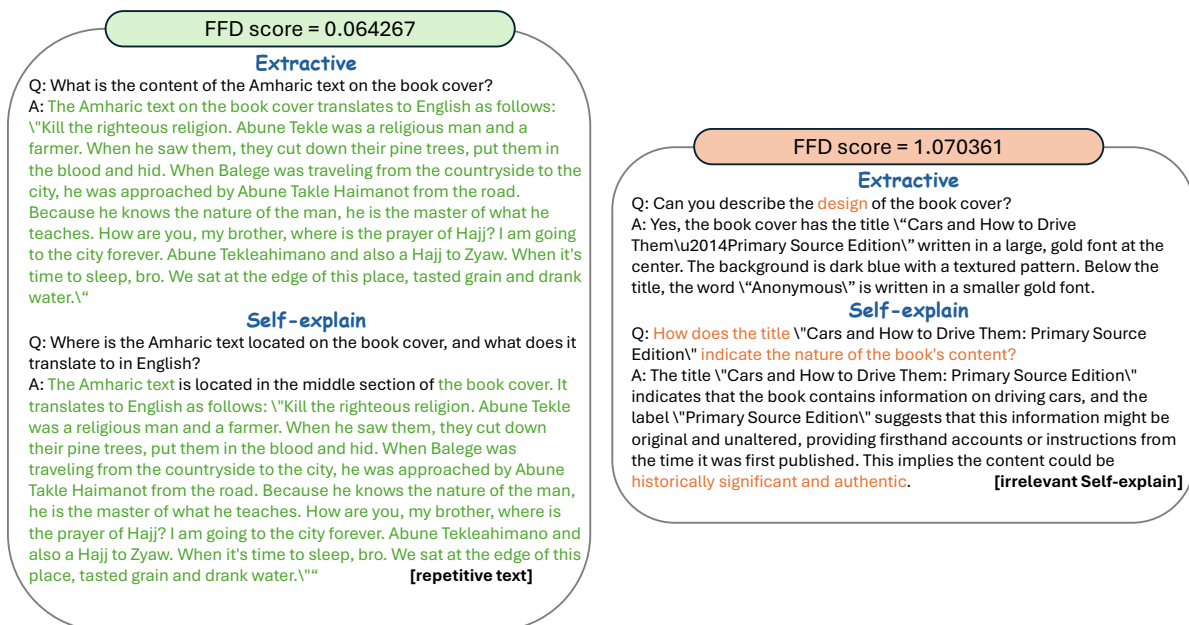 FFD score = 0.064267
Extractive
Q: What is the content of the Amharic text on the book cover?
A: The Amharic text on the book cover translates to English as follows:
\"Kill the righteous religion. Abune Tekle was a religious man and a
farmer. When he saw them, they cut down their pine trees, put them in
the blood and hid. When Balege was traveling from the countryside to the
city, he was approached by Abune Takle Haimanot from the road.
Because he knows the nature of the man, he is the master of what he
teaches. How are you, my brother, where is the prayer of Hajj? I am going
to the city forever. Abune Tekleahimano and also a Hajj to Zyaw. When it's
time to sleep, bro. We sat at the edge of this place, tasted grain and drank
water.\“
Self-explain
Q: Where is the Amharic text located on the book cover, and what does it
translate to in English?
A: The Amharic text is located in the middle section of the book cover. It
translates to English as follows: \"Kill the righteous religion. Abune Tekle
was a religious man and a farmer. When he saw them, they cut down
their pine trees, put them in the blood and hid. When Balege was
traveling from the countryside to the city, he was approached by Abune
Takle Haimanot from the road. Because he knows the nature of the man,
he is the master of what he teaches. How are you, my brother, where is
the prayer of Hajj? I am going to the city forever. Abune Tekleahimano and
also a Hajj to Zyaw. When it's time to sleep, bro. We sat at the edge of this
place, tasted grain and drank water.\"“ [repetitive text]
FFD score = 1.070361
Extractive
Q: Can you describe the design of the book cover?
A: Yes, the book cover has the title \“Cars and How to Drive
Them\u2014Primary Source Edition\” written in a large, gold font at the
center. The background is dark blue with a textured pattern. Below the
title, the word \“Anonymous\” is written in a smaller gold font.
Self-explain
Q: How does the title \"Cars and How to Drive Them: Primary Source
Edition\" indicate the nature of the book's content?
A: The title \"Cars and How to Drive Them: Primary Source Edition\"
indicates that the book contains information on driving cars, and the
label \"Primary Source Edition\" suggests that this information might be
original and unaltered, providing firsthand accounts or instructions from
the time it was first published. This implies the content could be
historically significant and authentic. [irrelevant Self-explain]